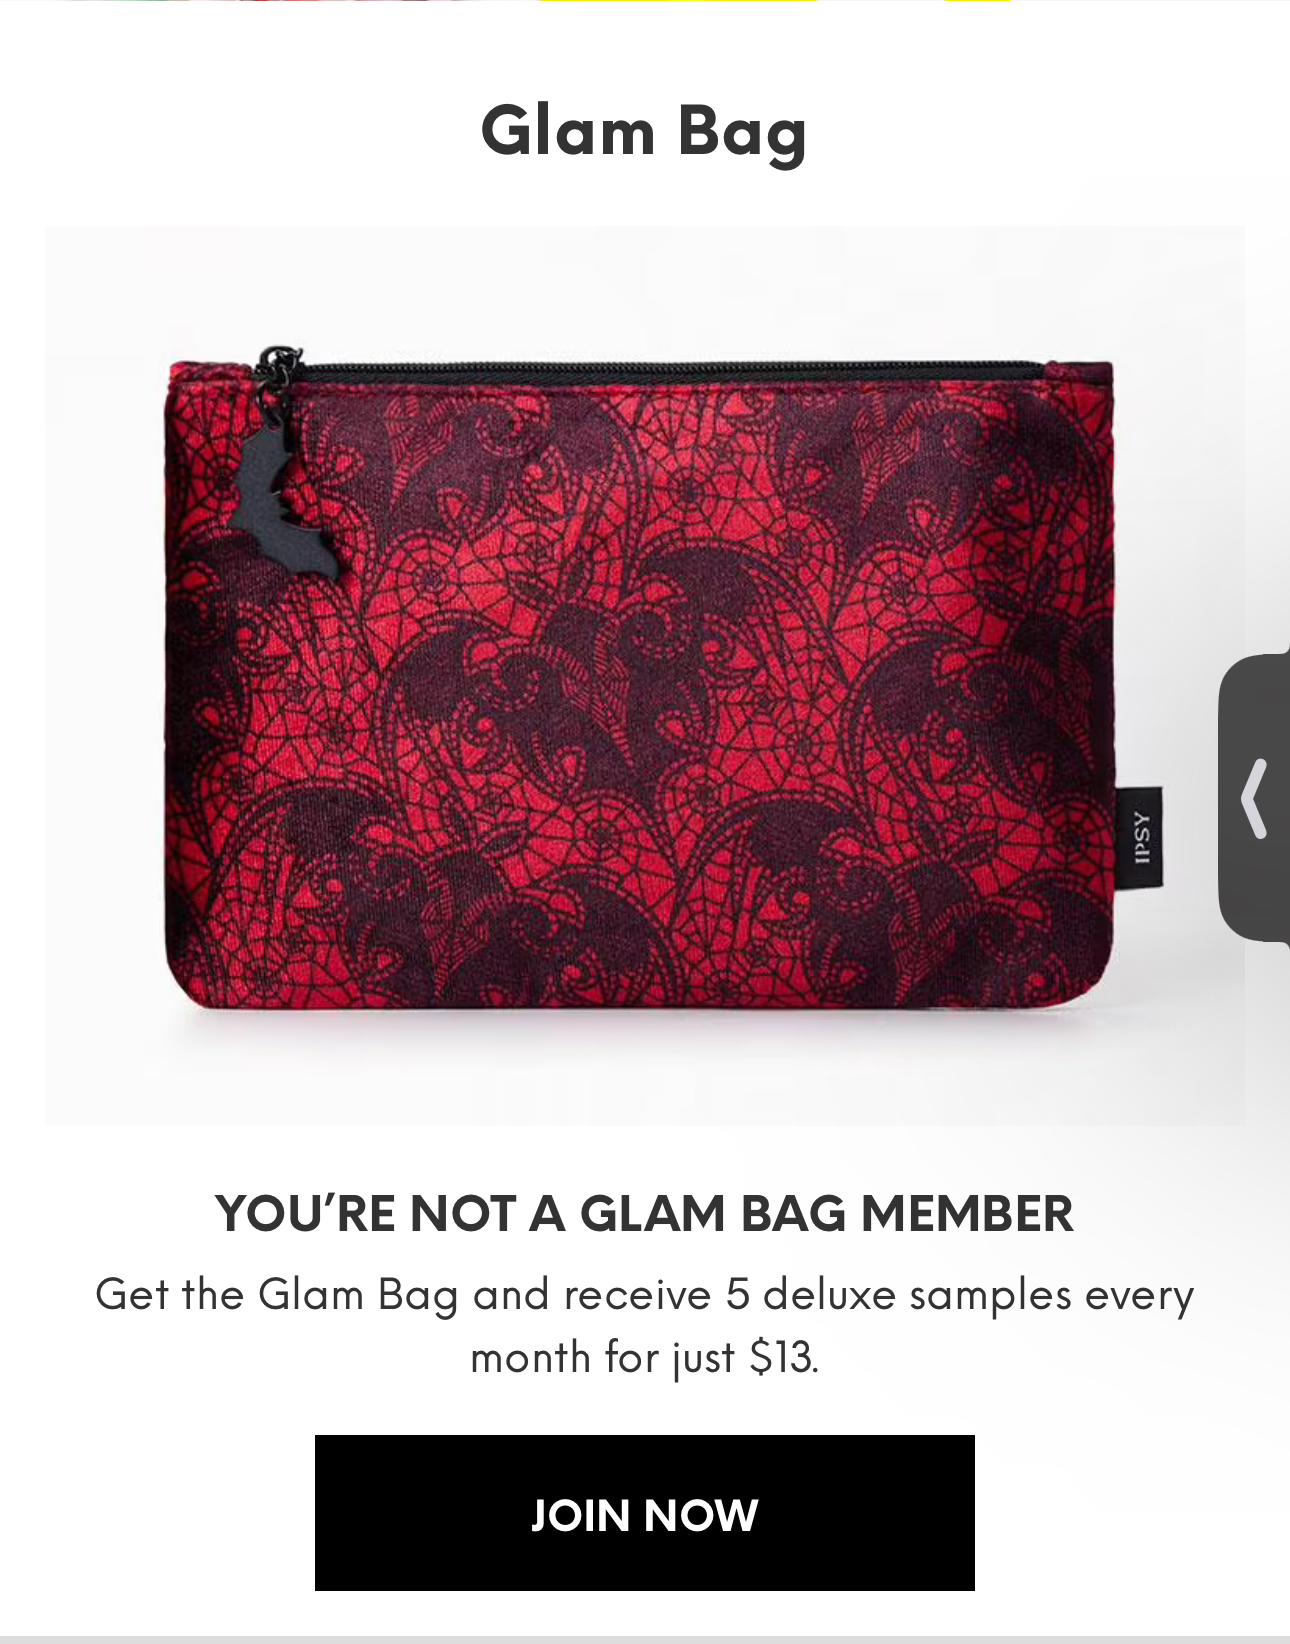 Glam Bag
IPSY
YOU’RE NOT A GLAM BAG MEMBER
Get the Glam Bag and receive 5 deluxe samples every
month for just $13.
JOIN NOW